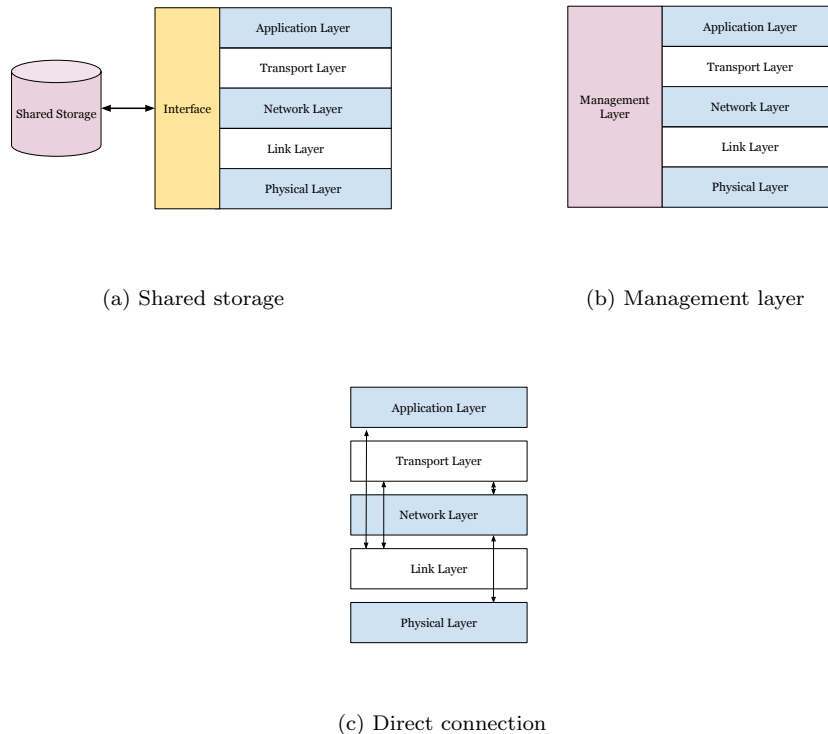 Application Layer
Transport Layer
Shared Storage
Interface
Network Layer
Link Layer
Physical Layer
(a) Shared storage
Management
Layer
Application Layer
Transport Layer
Network Layer
Link Layer
Physical Layer
(b) Management layer
Application Layer
Transport Layer
Network Layer
Link Layer
Physical Layer
(c) Direct connection